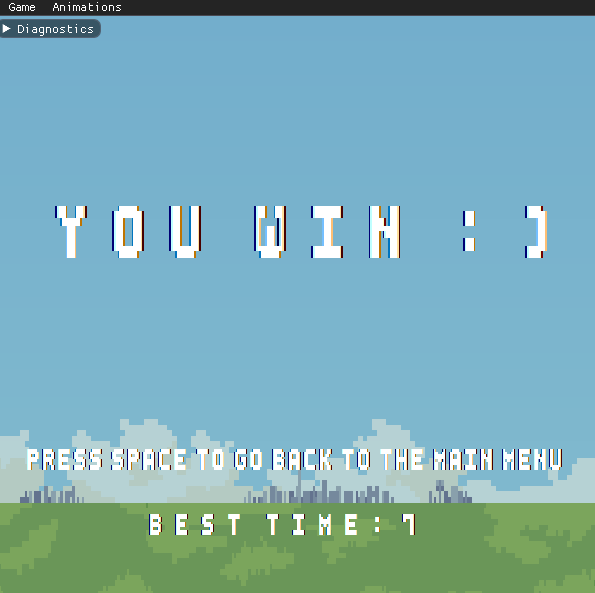 Game Animations
Diagnostics
YOU WIN :)
PRESS SPACE TO GO BACK TO THE MAIN MENU
BEST TIME: 7